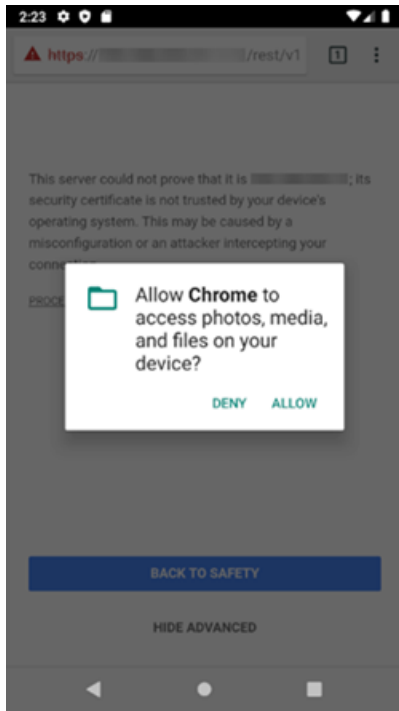 2:23
https:// /rest/v1 1
This server could not prove that it is ; its
security certificate is not trusted by your device's
operating system. This may be caused by a
misconfiguration or an attacker intercepting your
Allow Chrome to
access photos, media,
and files on your
device?
DENY ALLOW
BACK TO SAFETY
HIDE ADVANCED